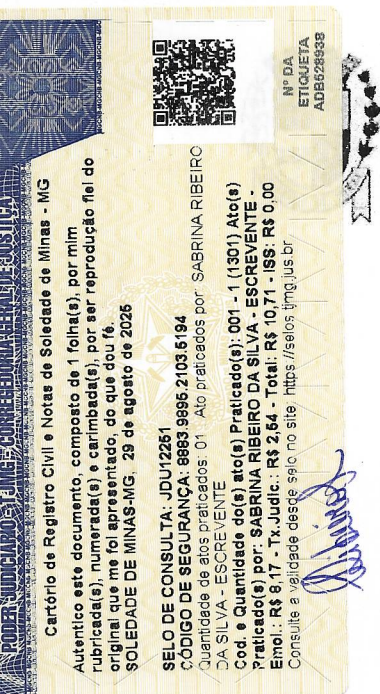 PODER JUDICIÁRIO - TJMG - CORREGEDORIA GERAL DE JUSTIÇA
Cartório de Registro Civil e Notas de Soledade de Minas - MG
Autentico este documento, composto de 1 folha(s), por mim
rubricada(s), numerada(s) e carimbada(s), por ser reprodução fiel do
original que me foi apresentado, do que dou fé.
SOLEDADE DE MINAS-MG, 29 de agosto de 2025
SELO DE CONSULTA: JDU12251
CÓDIGO DE SEGURANÇA: 8883.9995.2103.5194
Quantidade de atos praticados: 01 Ato praticados por SABRINA RIBEIRO
DA SILVA - ESCREVENTE
Cod. e Quantidade do(s) ato(s) Praticado(s): 001 - 1 (1301) Ato(s)
Praticado(s) por: SABRINA RIBEIRO DA SILVA - ESCREVENTE -
Emol.: R$ 8,17 - Tx.Judic.: R$ 2,54 - Total: R$ 10,71 - ISS: R$ 0,00
Consulte a validade deste selo no site: https://selos.tjmg.jus.br
Nº DA
ETIQUETA
ADB528938